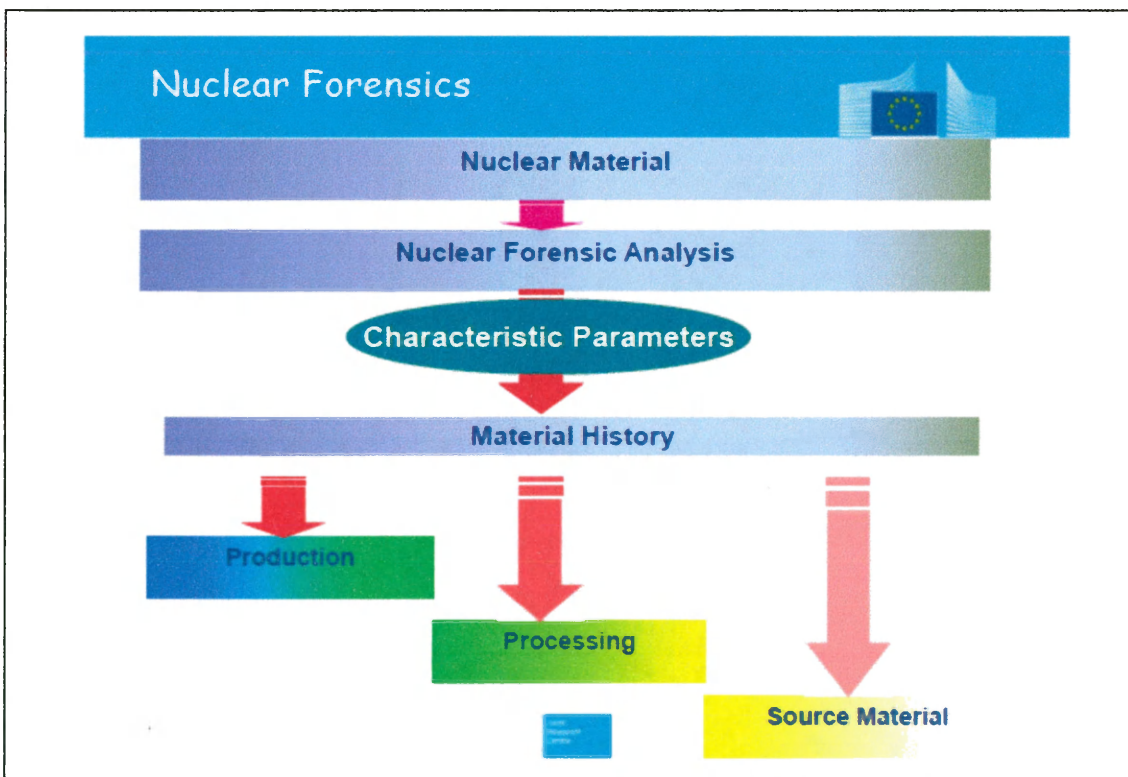 Nuclear Forensics
Nuclear Material
Nuclear Forensic Analysis
Characteristic Parameters
Material History
Production
Processing
Source Material